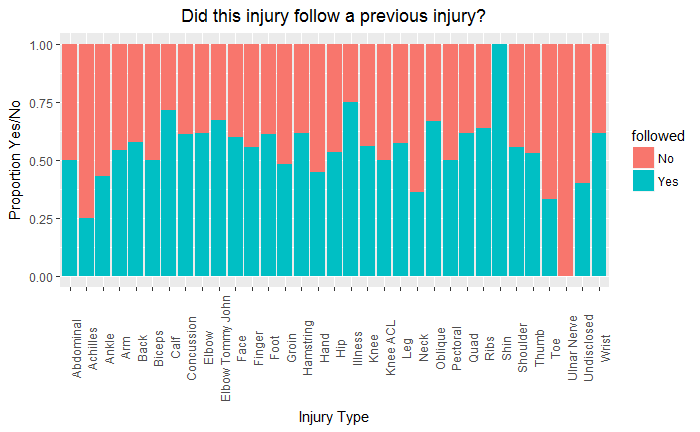 Did this injury follow a previous injury?
Proportion Yes/No
1.00
0.75
0.50
0.25
0.00
Abdominal
Achilles
Ankle
Arm
Back
Biceps
Calf
Concussion
Elbow
Elbow Tommy John
Face
Finger
Foot
Groin
Hamstring
Hand
Hip
Illness
Knee
Knee ACL
Leg
Neck
Oblique
Pectoral
Quad
Ribs
Shin
Shoulder
Thumb
Toe
Ulnar Nerve
Undisclosed
Wrist
Injury Type
followed
No
Yes